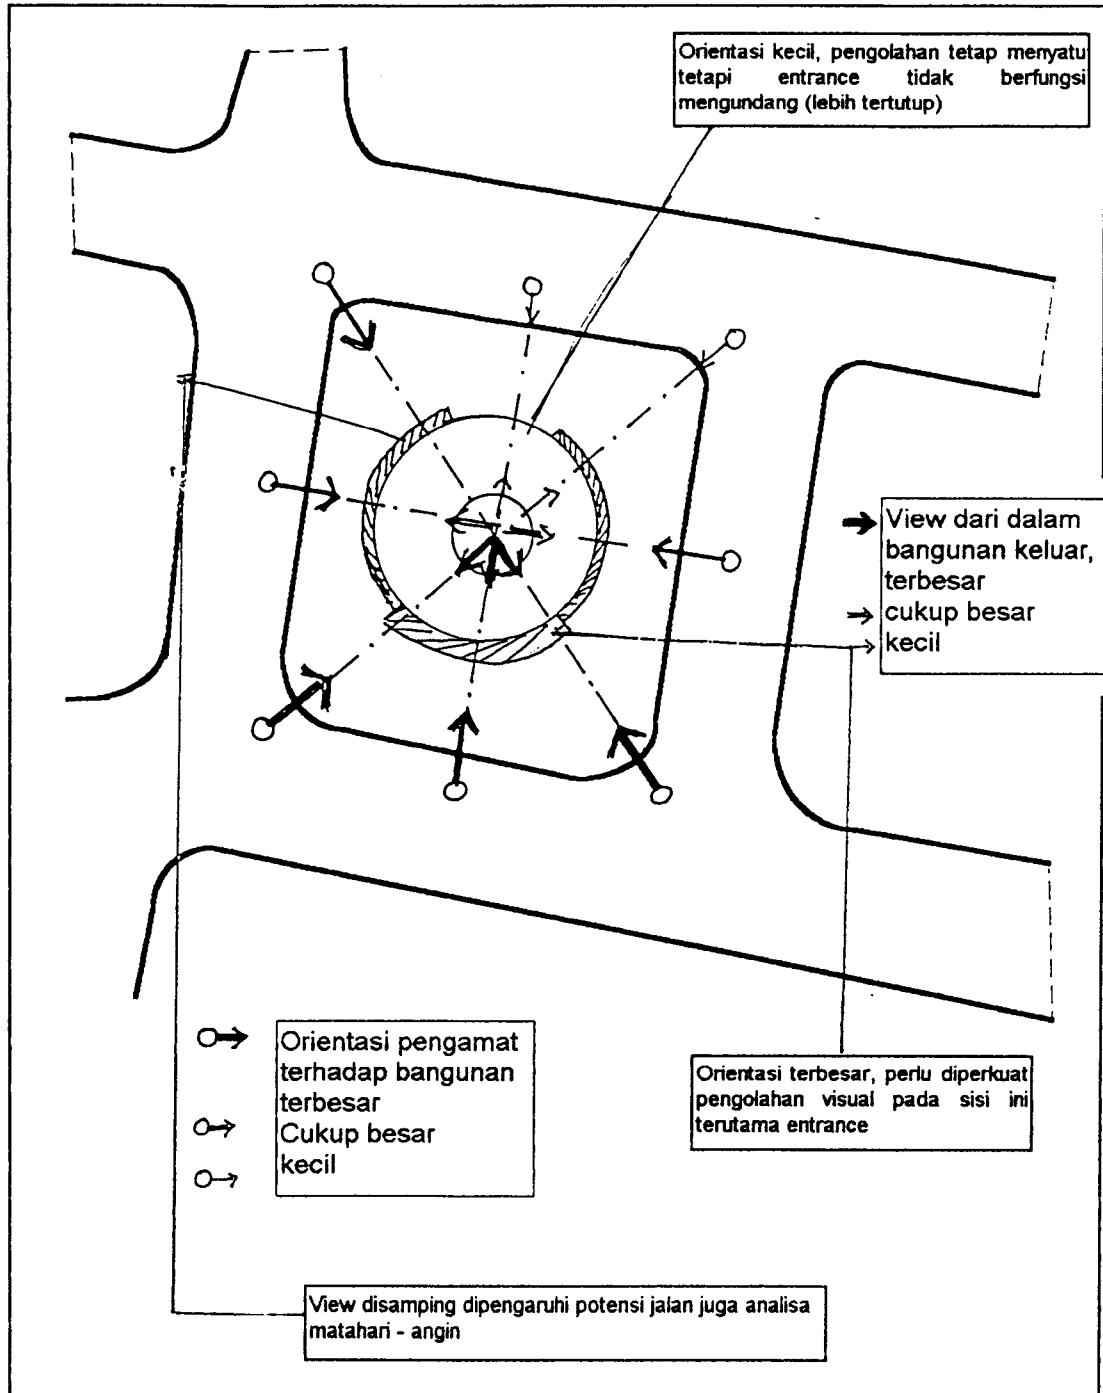 Orientasi kecil, pengolahan tetap menyatu
tetapi entrance tidak berfungsi
mengundang (lebih tertutup)
View dari dalam
bangunan keluar,
terbesar
cukup besar
kecil
Orientasi pengamat
terhadap bangunan
terbesar
Cukup besar
kecil
Orientasi terbesar, perlu diperkuat
pengolahan visual pada sisi ini
terutama entrance
View disamping dipengaruhi potensi jalan juga analisa
matahari - angin